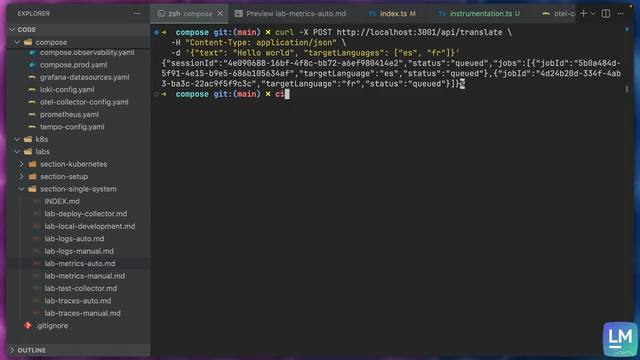 EXPLORER
CODE
compose
compose.observability.yaml
compose.prod.yaml
grafana-datasources.yaml
loki-config.yaml
otel-collector-config.yaml
prometheus.yaml
tempo-config.yaml
k8s
labs
section-kubernetes
section-setup
section-single-system
INDEX.md
lab-deploy-collector.md
lab-local-development.md
lab-logs-auto.md
lab-logs-manual.md
lab-metrics-auto.md
lab-metrics-manual.md
lab-test-collector.md
lab-traces-auto.md
lab-traces-manual.md
.gitignore
OUTLINE
zsh compose
Preview lab-metrics-auto.md
TS index.ts M
TS instrumentation.ts U
otel-co
→ compose git:(main) ✗ curl -X POST http://localhost:3001/api/translate \
-H "Content-Type: application/json" \
-d '{"text": "Hello world", "targetLanguages": ["es", "fr"]}'
{"sessionId":"4e090688-16bf-4f8c-bb72-a6ef980414e2","status":"queued","jobs":[{"jobId":"5b0a484d-
5f91-4e15-b9e5-686b105634af","targetLanguage":"es","status":"queued"},{"jobId":"4d24b20d-334f-4ab
3-ba3c-22ac9f5f9c3c","targetLanguage":"fr","status":"queued"}]}%
→ compose git:(main) ✗ ci
LM